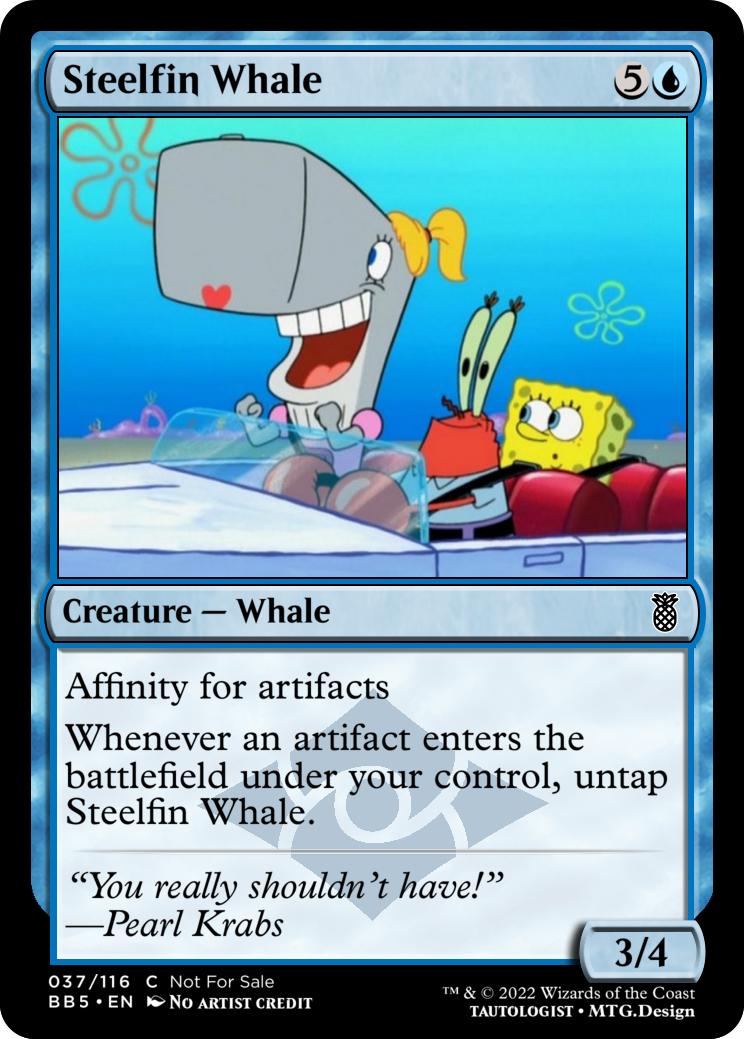 Steelfin Whale 5
Creature — Whale
Affinity for artifacts
Whenever an artifact enters the
battlefield under your control, untap
Steelfin Whale.
“You really shouldn’t have!”
—Pearl Krabs
3/4
037/116 C Not For Sale
BB5 • EN No artist credit
™ & © 2022 Wizards of the Coast
TAUTOLOGIST • MTG.Design